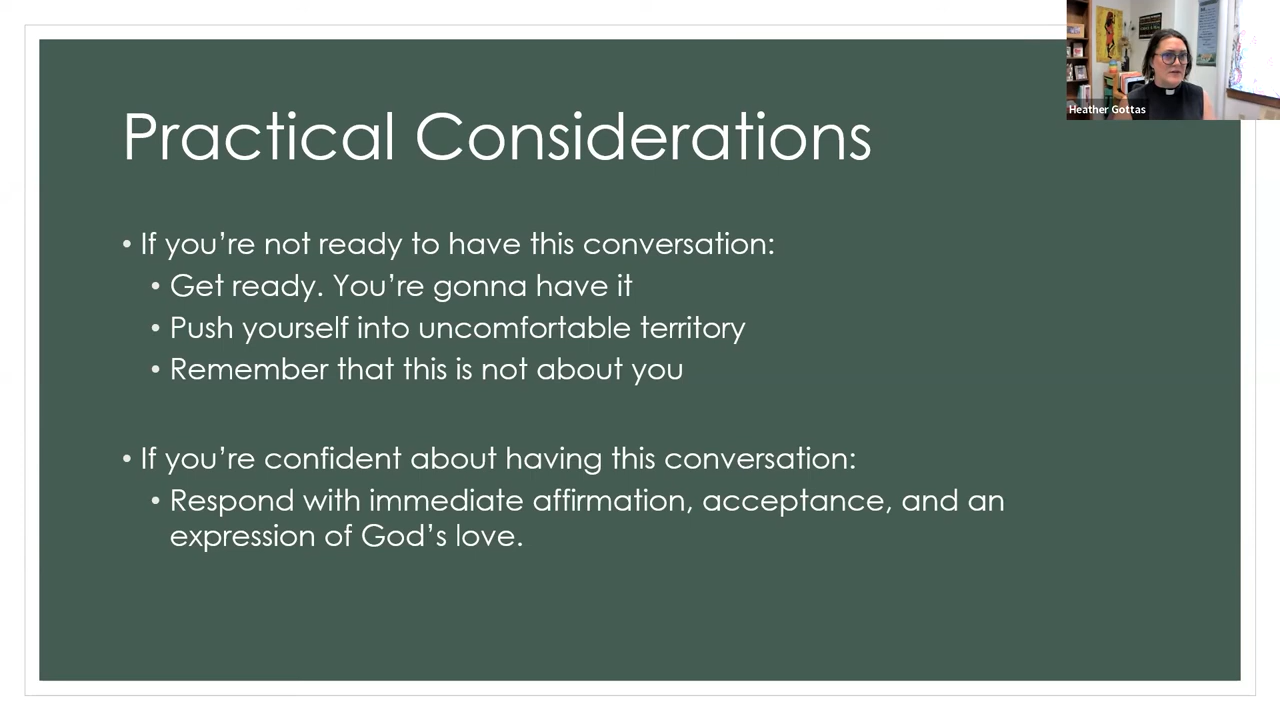 Heather Gottas
Practical Considerations
• If you’re not ready to have this conversation:
• Get ready. You’re gonna have it
• Push yourself into uncomfortable territory
• Remember that this is not about you
• If you’re confident about having this conversation:
• Respond with immediate affirmation, acceptance, and an
expression of God’s love.